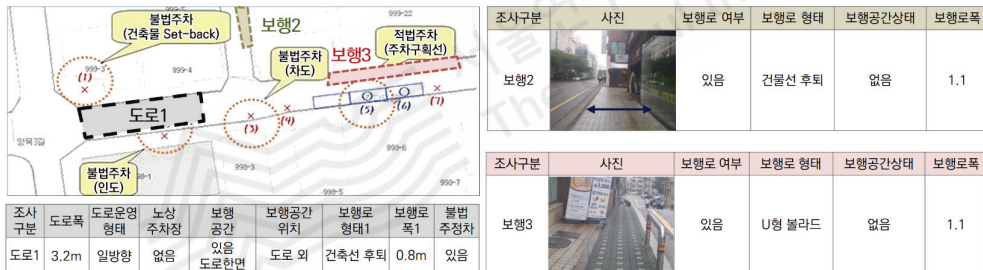 불법주차
(건축물 Set-back)
보행2
999-22
불법주차
(차도)
보행3
적법주차
(주차구획선)
999-3
999-4
(1)
도로1
(3)
(4)
(5)
(6)
(7)
양목3길
999-6
불법주차
(인도)
999-3
999-5
999-7
조사구분 도로폭 도로운영형태 노상주차장 보행공간 보행공간위치 보행로형태1 보행로폭1 불법주정차
도로1 3.2m 일방향 없음 있음 도로한면 도로 외 건축선 후퇴 0.8m 있음
조사구분 사진 보행로 여부 보행로 형태 보행공간상태 보행로폭
보행2 있음 건물선 후퇴 없음 1.1
조사구분 사진 보행로 여부 보행로 형태 보행공간상태 보행로폭
보행3 있음 U형 볼라드 없음 1.1